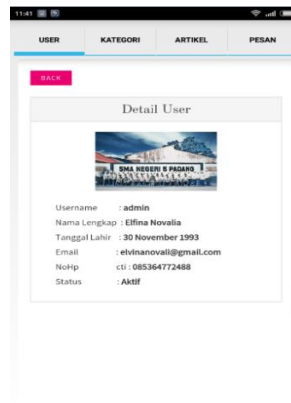 11:41
USER KATEGORI ARTIKEL PESAN
BACK
Detail User
SMA NEGERI 5 PADANG
Username : admin
Nama Lengkap : Elfina Novalia
Tanggal Lahir : 30 November 1993
Email : elvinanovali@gmail.com
NoHp cti : 085364772488
Status : Aktif